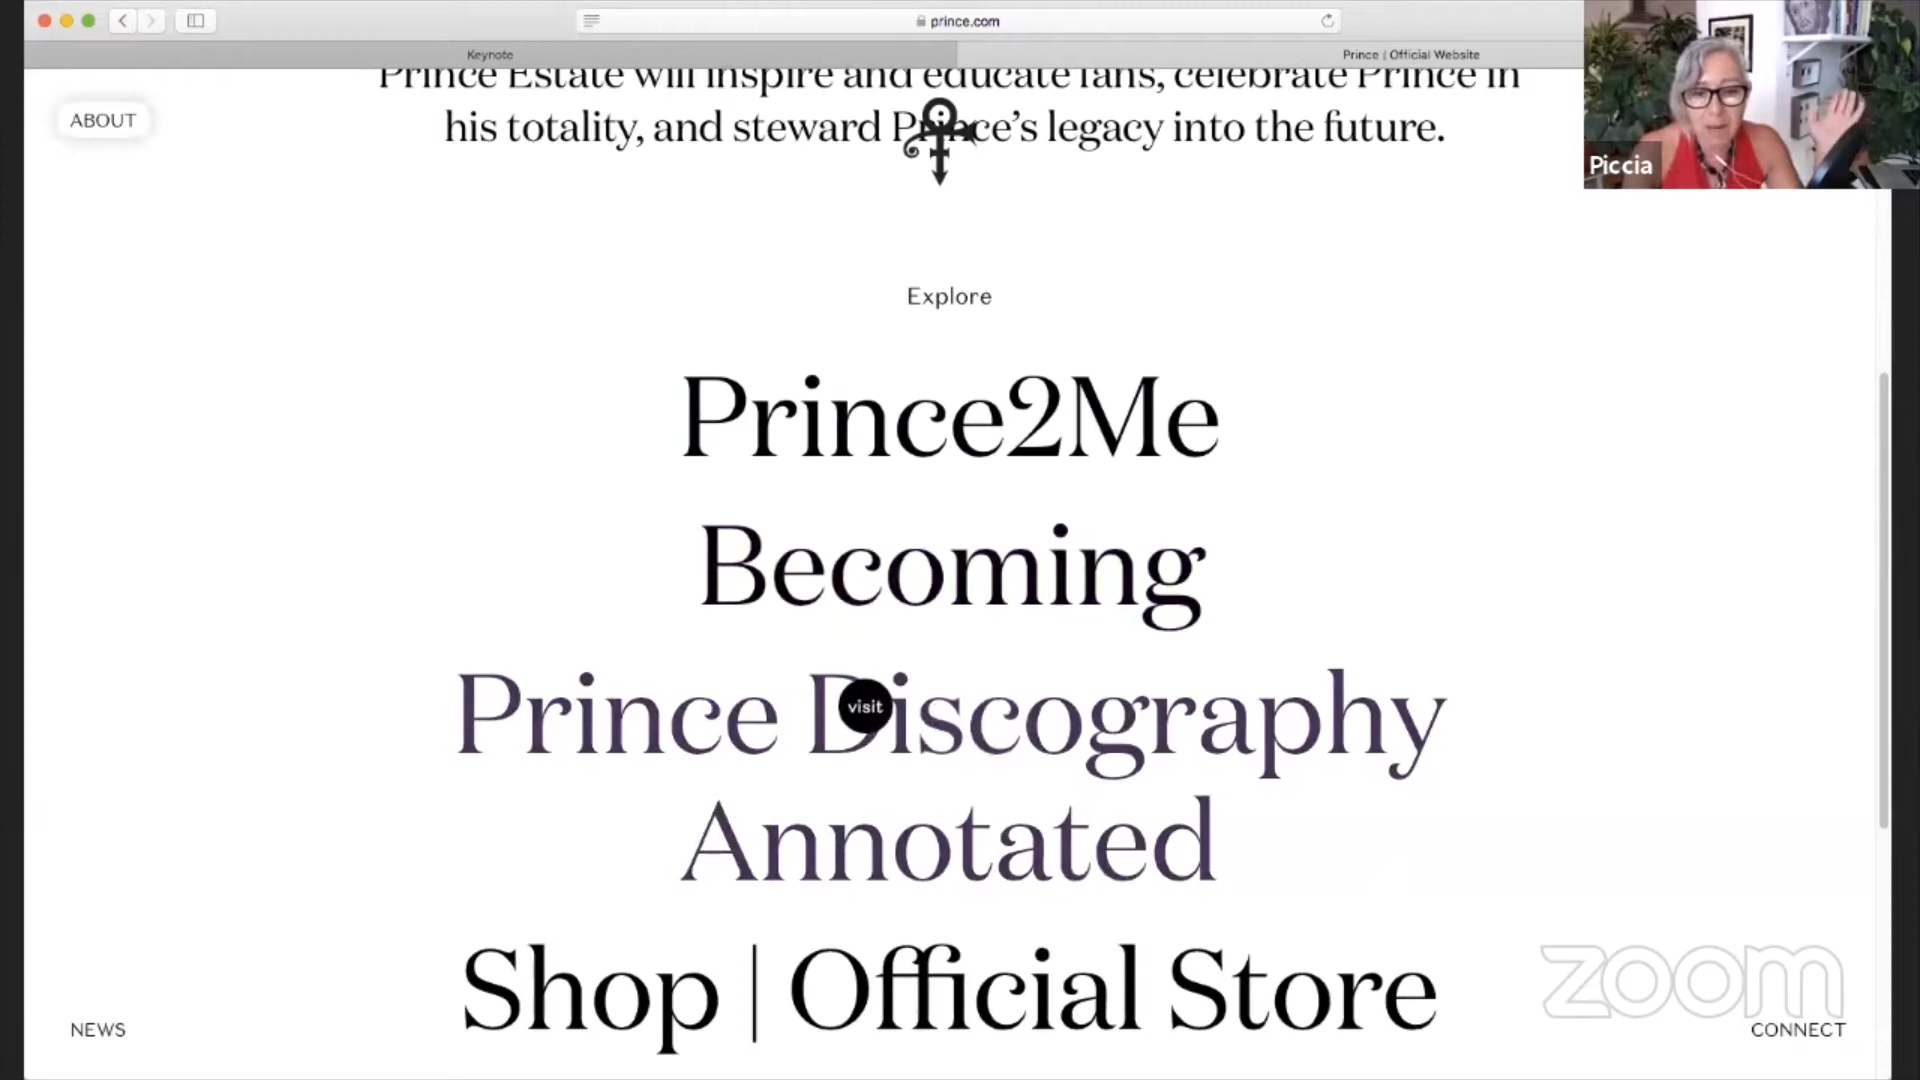 prince.com
Keynote
Prince | Official Website
Prince Estate will inspire and educate fans, celebrate Prince in
ABOUT
his totality, and steward Prince's legacy into the future.
Piccia
Explore
Prince2Me
Becoming
Prince Discography
visit
Annotated
Shop | Official Store
zoom
NEWS
CONNECT